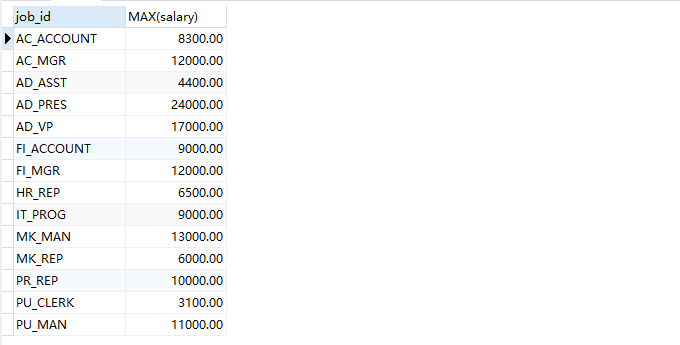 job_id MAX(salary)
AC_ACCOUNT 8300.00
AC_MGR 12000.00
AD_ASST 4400.00
AD_PRES 24000.00
AD_VP 17000.00
FI_ACCOUNT 9000.00
FI_MGR 12000.00
HR_REP 6500.00
IT_PROG 9000.00
MK_MAN 13000.00
MK_REP 6000.00
PR_REP 10000.00
PU_CLERK 3100.00
PU_MAN 11000.00